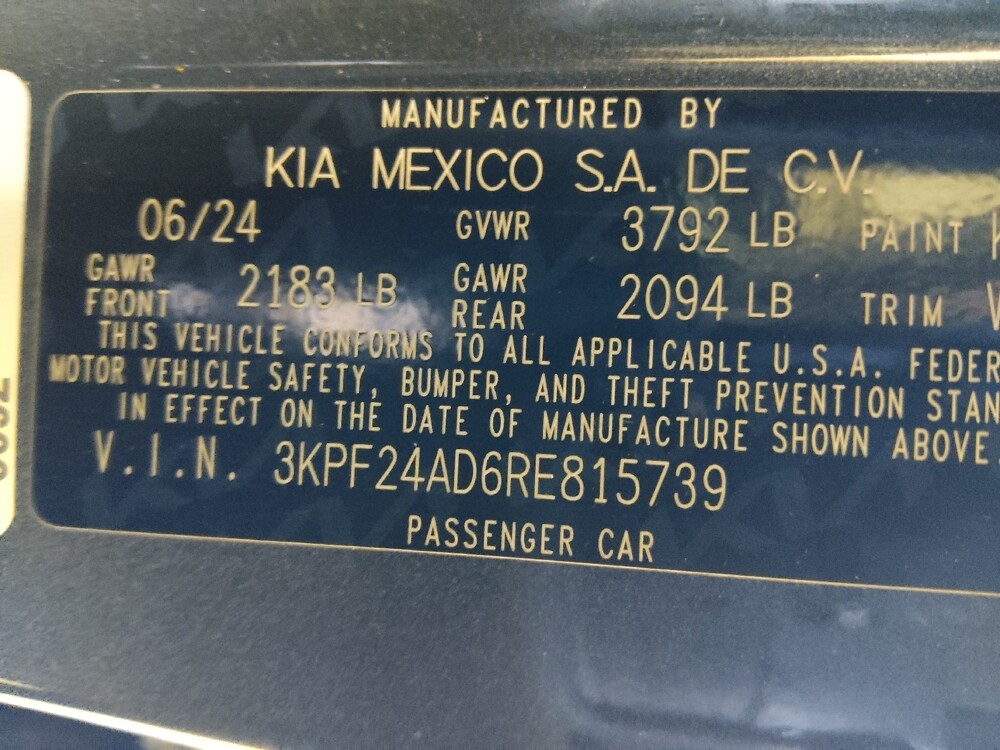 MANUFACTURED BY
KIA MEXICO S.A. DE C.V.
06/24 GVWR 3792 LB PAINT
GAWR FRONT 2183 LB GAWR REAR 2094 LB TRIM
THIS VEHICLE CONFORMS TO ALL APPLICABLE U.S.A. FEDER
MOTOR VEHICLE SAFETY, BUMPER, AND THEFT PREVENTION STAN
IN EFFECT ON THE DATE OF MANUFACTURE SHOWN ABOVE.
V.I.N. 3KPF24AD6RE815739
PASSENGER CAR